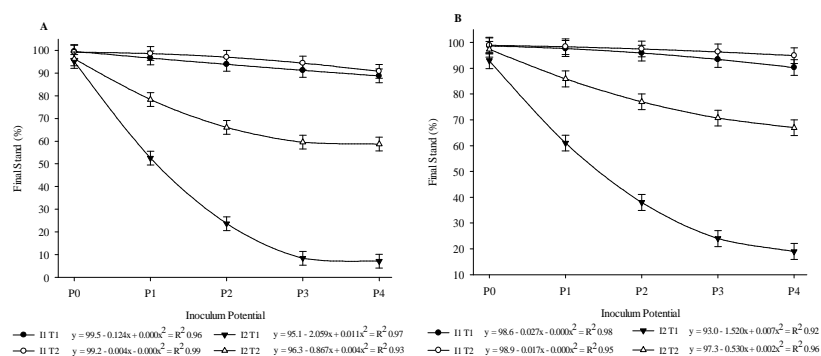 A
Final Stand (%)
100
90
80
70
60
50
40
30
20
10
0
P0 P1 P2 P3 P4
Inoculum Potential
I1 T1 y = 99.5 - 0.124x + 0.000x² = R² 0.96
I2 T1 y = 95.1 - 2.059x + 0.011x² = R² 0.97
I1 T2 y = 99.2 - 0.004x - 0.000x² = R² 0.99
I2 T2 y = 96.3 - 0.867x + 0.004x² = R² 0.93
B
Final Stand (%)
100
90
80
70
60
50
40
30
20
10
P0 P1 P2 P3 P4
Inoculum Potential
I1 T1 y = 98.6 - 0.027x - 0.000x² = R² 0.98
I2 T1 y = 93.0 - 1.520x + 0.007x² = R² 0.92
I1 T2 y = 98.9 - 0.017x - 0.000x² = R² 0.95
I2 T2 y = 97.3 - 0.530x + 0.002x² = R² 0.96